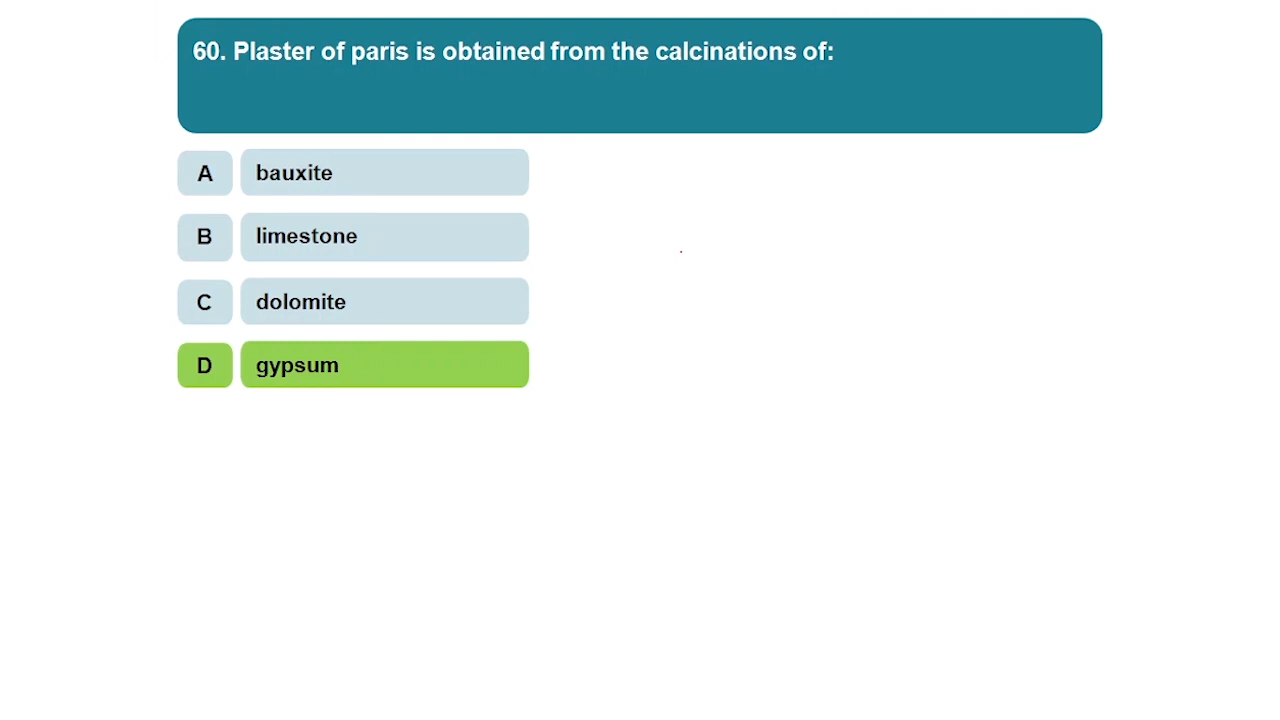 60. Plaster of paris is obtained from the calcinations of:
A bauxite
B limestone
C dolomite
D gypsum